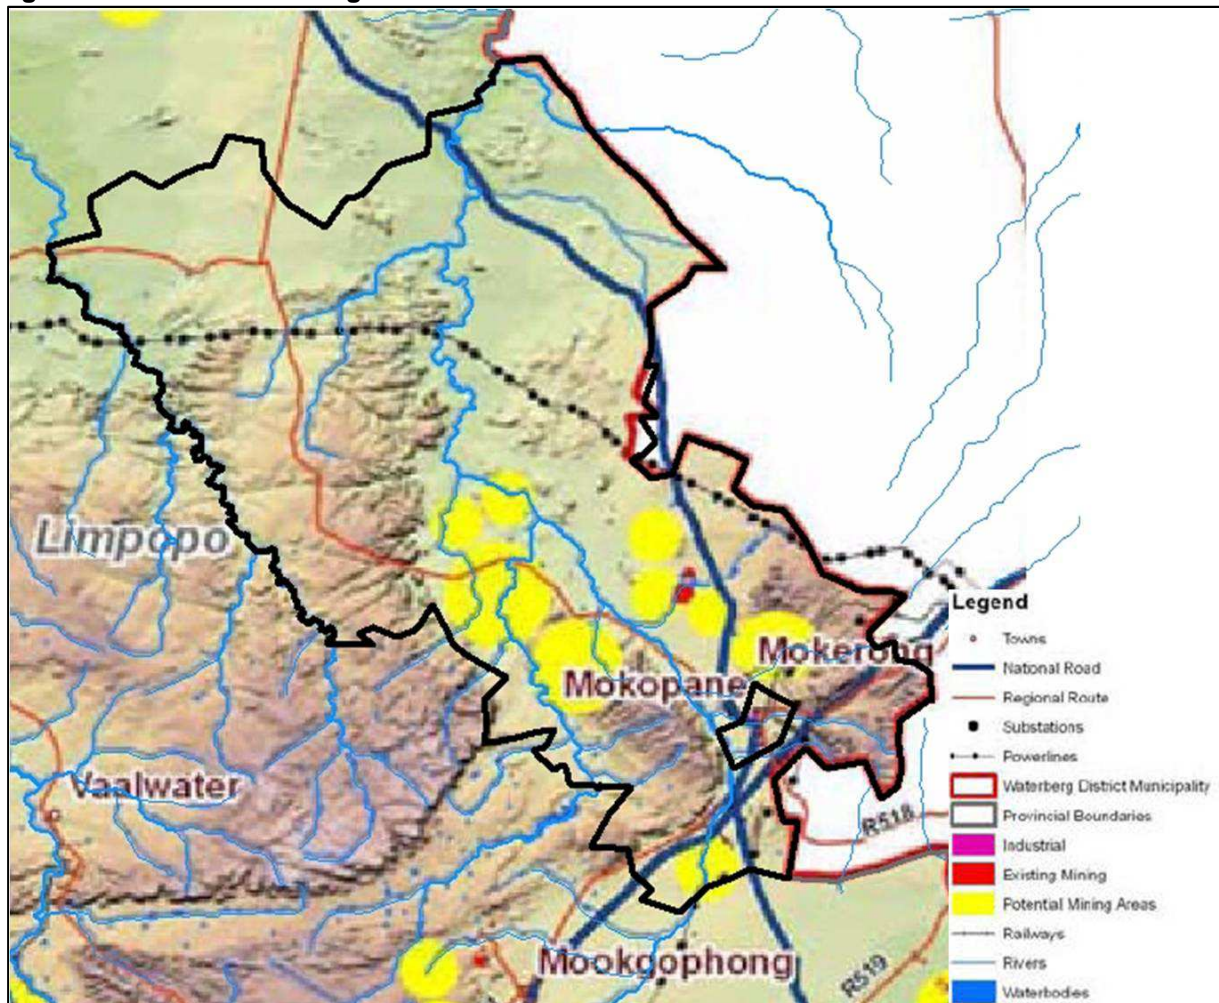 Limpopo
Mokerong
Mokopane
Vaalwater
R518
Mookgophong
R519
Legend
Towns
National Road
Regional Route
Substations
Powerlines
Waterberg District Municipality
Provincial Boundaries
Industrial
Existing Mining
Potential Mining Areas
Railways
Rivers
Waterbodies